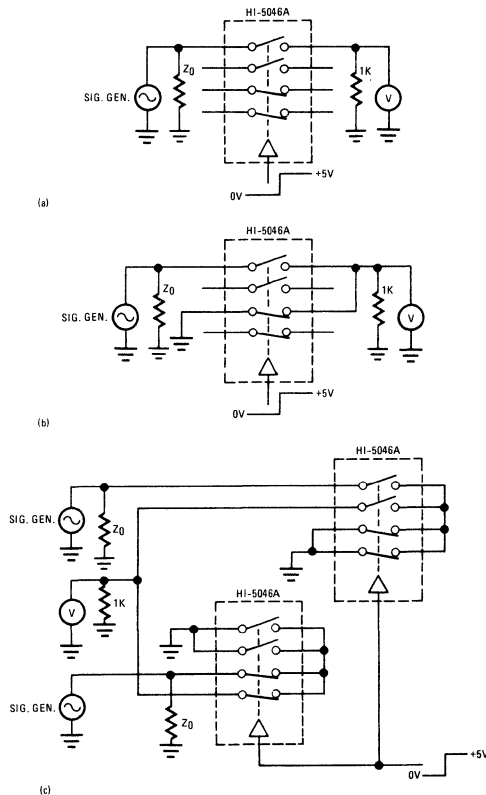 HI-5046A
Z0
SIG. GEN.
1K
V
+5V
0V
(a)
HI-5046A
Z0
1K
SIG. GEN.
V
+5V
0V
(b)
HI-5046A
SIG. GEN.
Z0
HI-5046A
V
1K
SIG. GEN.
Z0
+5V
0V
(c)